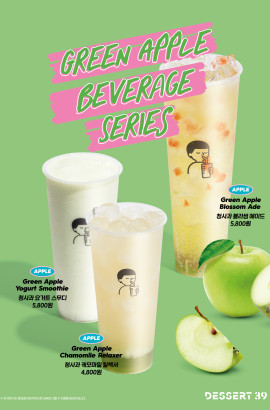 GREEN APPLE
BEVERAGE
SERIES
APPLE
Green Apple
Blossom Ade
청사과 블라썸 에이드
5,800원
APPLE
Green Apple
Yogurt Smoothie
청사과 요거트 스무디
5,800원
APPLE
Green Apple
Chamomile Relaxer
청사과 캐모마일 릴렉서
4,800원
DESSERT 39